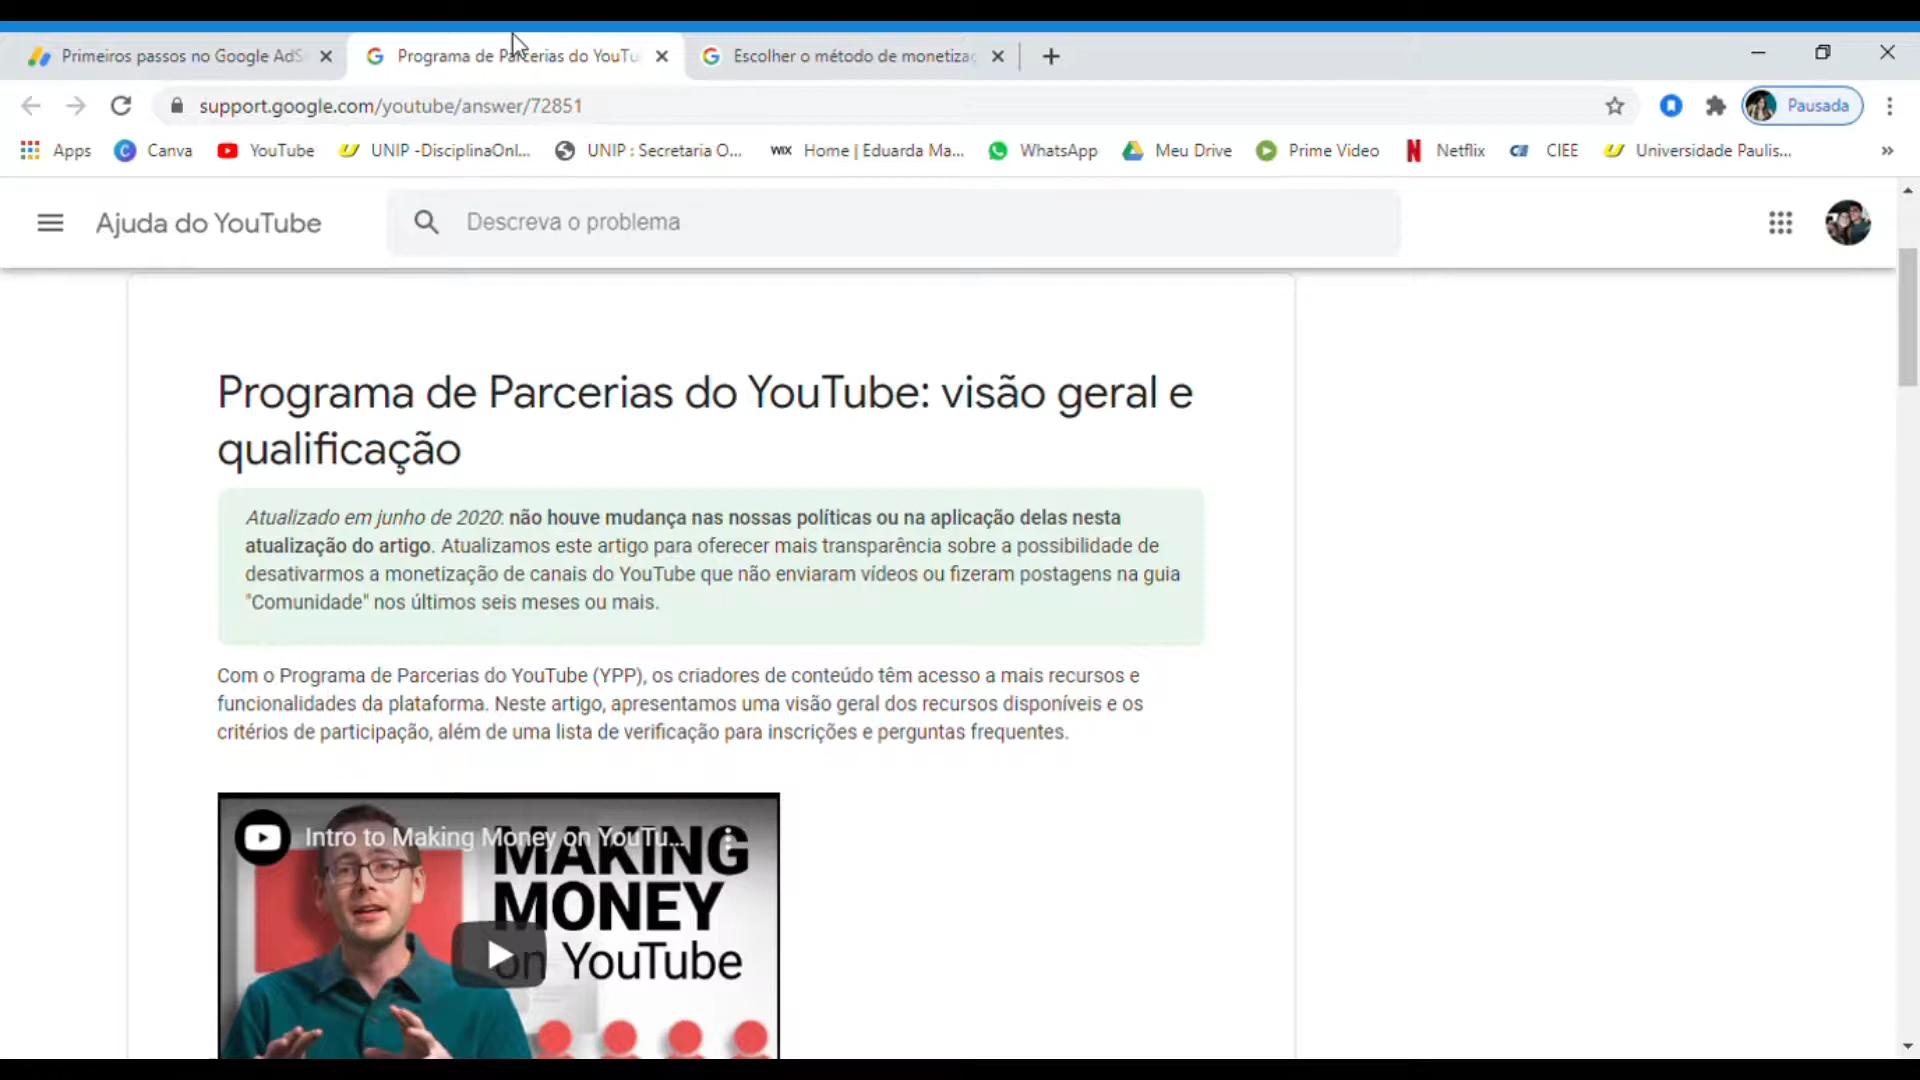 Primeiros passos no Google AdS
Programa de Parcerias do YouTu
Escolher o método de monetizaç
support.google.com/youtube/answer/72851
Pausada
Apps
Canva
YouTube
UNIP -DisciplinaOnl...
UNIP : Secretaria O...
WIX
Home | Eduarda Ma...
WhatsApp
Meu Drive
Prime Video
Netflix
CIEE
Universidade Paulis...
Ajuda do YouTube
Descreva o problema
Programa de Parcerias do YouTube: visão geral e
qualificação
Atualizado em junho de 2020: não houve mudança nas nossas políticas ou na aplicação delas nesta
atualização do artigo. Atualizamos este artigo para oferecer mais transparência sobre a possibilidade de
desativarmos a monetização de canais do YouTube que não enviaram vídeos ou fizeram postagens na guia
"Comunidade" nos últimos seis meses ou mais.
Com o Programa de Parcerias do YouTube (YPP), os criadores de conteúdo têm acesso a mais recursos e
funcionalidades da plataforma. Neste artigo, apresentamos uma visão geral dos recursos disponíveis e os
critérios de participação, além de uma lista de verificação para inscrições e perguntas frequentes.
Intro to Making Money on YouTu...
MAKING
MONEY
on YouTube